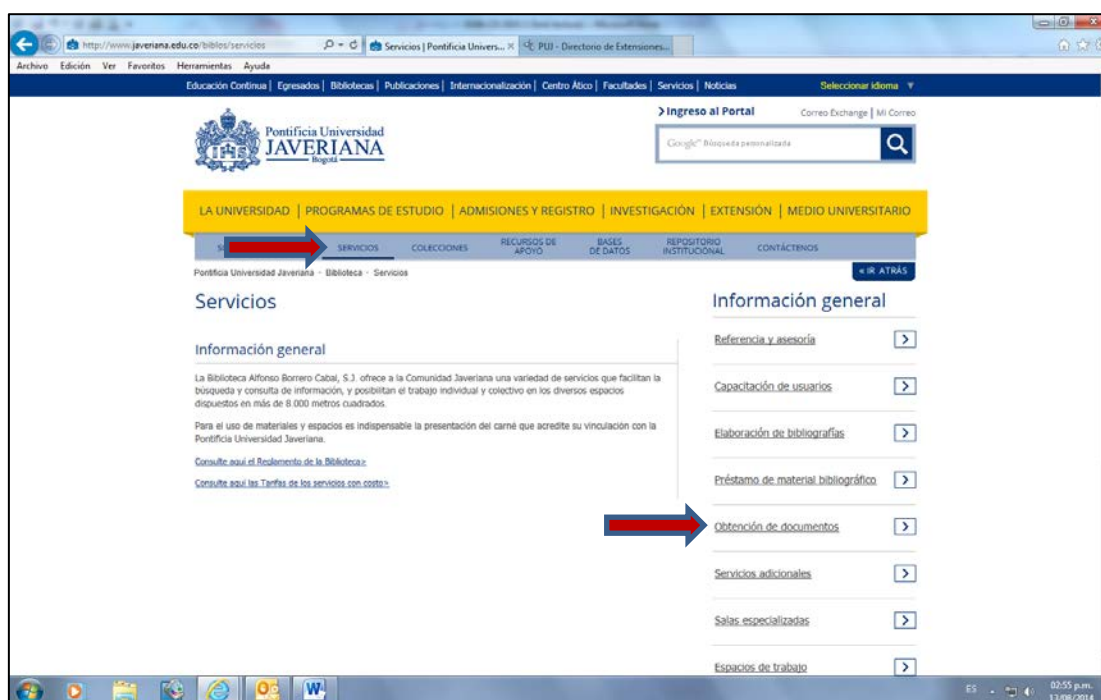 http://www.javeriana.edu.co/biblos/servicios
Servicios | Pontificia Univers...
PUJ - Directorio de Extensiones...
Archivo Edición Ver Favoritos Herramientas Ayuda
Educación Continua | Egresados | Bibliotecas | Publicaciones | Internacionalización | Centro Ático | Facultades | Servicios | Noticias Seleccionar idioma
Ingreso al Portal Correo Exchange | Mi Correo
Pontificia Universidad
JAVERIANA
Bogotá
Google Búsqueda personalizada
LA UNIVERSIDAD | PROGRAMAS DE ESTUDIO | ADMISIONES Y REGISTRO | INVESTIGACIÓN | EXTENSIÓN | MEDIO UNIVERSITARIO
SERVICIOS COLECCIONES RECURSOS DE APOYO BASES DE DATOS REPOSITORIO INSTITUCIONAL CONTÁCTENOS
Pontificia Universidad Javeriana - Biblioteca - Servicios
« IR ATRÁS
Servicios
Información general
La Biblioteca Alfonso Borrero Cabal, S.J. ofrece a la Comunidad Javeriana una variedad de servicios que facilitan la
búsqueda y consulta de información, y posibilitan el trabajo individual y colectivo en los diversos espacios
dispuestos en más de 8.000 metros cuadrados.
Para el uso de materiales y espacios es indispensable la presentación del carné que acredite su vinculación con la
Pontificia Universidad Javeriana.
Consulte aquí el Reglamento de la Biblioteca>
Consulte aquí las Tarifas de los servicios con costo>
Información general
Referencia y asesoría
Capacitación de usuarios
Elaboración de bibliografías
Préstamo de material bibliográfico
Obtención de documentos
Servicios adicionales
Salas especializadas
Espacios de trabajo
ES 02:55 p.m.
13/08/2014